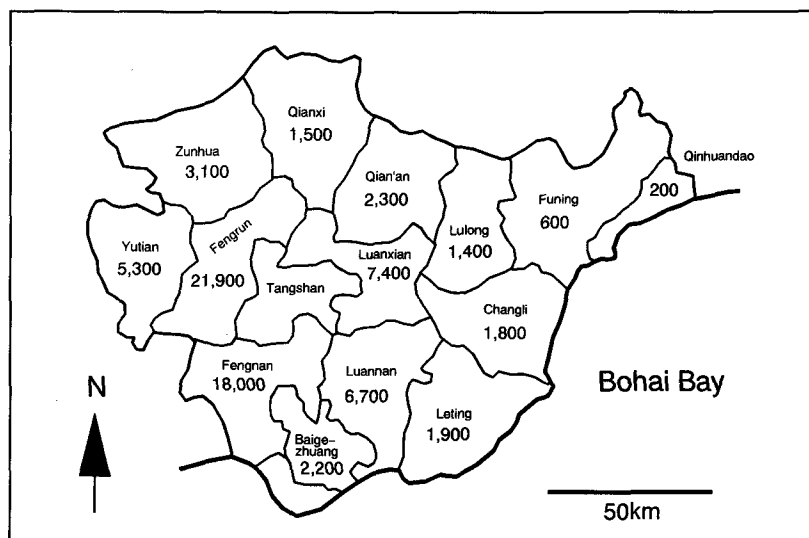 Qianxi
1,500
Zunhua
3,100
Qian'an
2,300
Qinhuandao
200
Funing
600
Lulong
1,400
Yutian
5,300
Fengrun
21,900
Luanxian
7,400
Tangshan
Changli
1,800
Fengnan
18,000
Luannan
6,700
Leting
1,900
Baige-
zhuang
2,200
Bohai Bay
N
50km